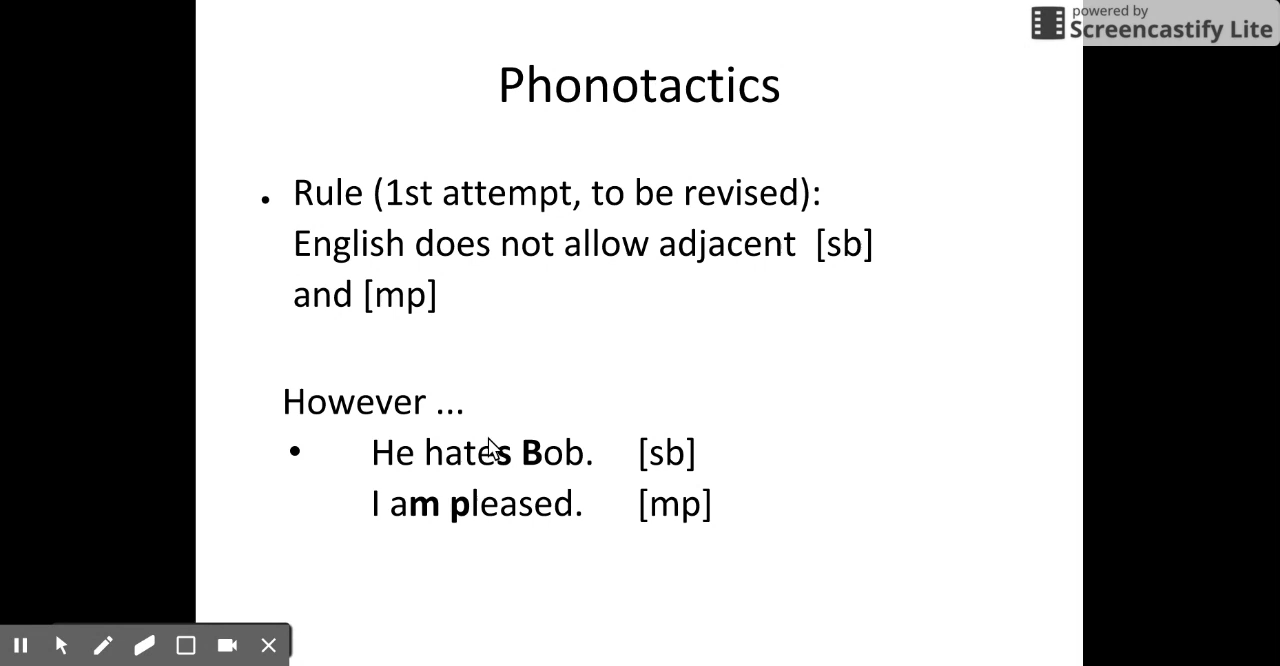 powered by
Screencastify Lite
Phonotactics
• Rule (1st attempt, to be revised):
English does not allow adjacent [sb]
and [mp]
However ...
• He hates Bob. [sb]
I am pleased. [mp]